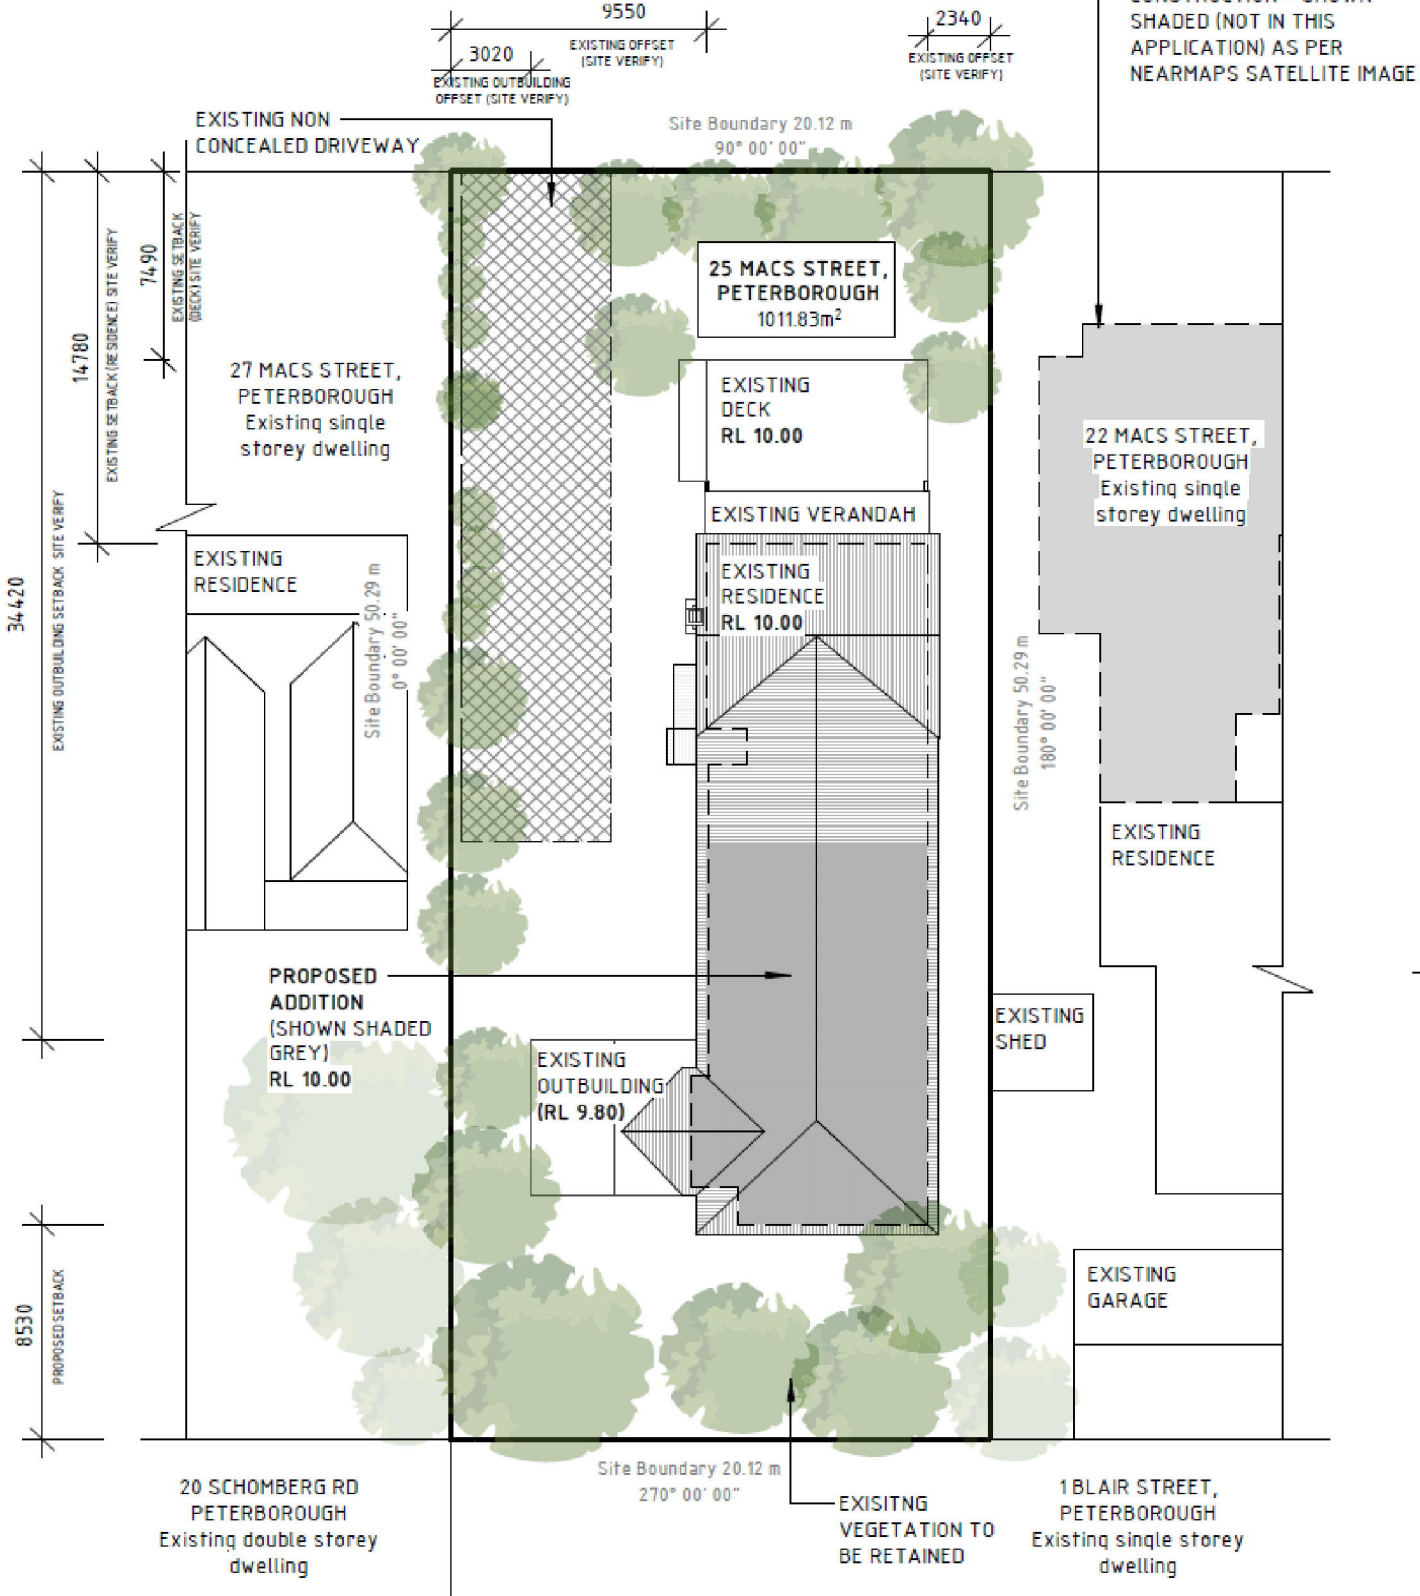 CONSTRUCTION - SHOWN
SHADED (NOT IN THIS
APPLICATION) AS PER
NEARMAPS SATELLITE IMAGE
9550
EXISTING OFFSET
(SITE VERIFY)
2340
EXISTING OFFSET
(SITE VERIFY)
3020
EXISTING OUTBUILDING
OFFSET (SITE VERIFY)
EXISTING NON
CONCEALED DRIVEWAY
Site Boundary 20.12 m
90° 00' 00"
34420
EXISTING OUTBUILDING SETBACK SITE VERIFY
14780
EXISTING SETBACK (RESIDENCE) SITE VERIFY
7490
EXISTING SETBACK
(DECK) SITE VERIFY
25 MACS STREET,
PETERBOROUGH
1011.83m²
27 MACS STREET,
PETERBOROUGH
Existing single
storey dwelling
EXISTING
DECK
RL 10.00
22 MACS STREET,
PETERBOROUGH
Existing single
storey dwelling
EXISTING VERANDAH
EXISTING
RESIDENCE
EXISTING
RESIDENCE
RL 10.00
Site Boundary 50.29 m
0° 00' 00"
Site Boundary 50.29 m
180° 00' 00"
EXISTING
RESIDENCE
PROPOSED
ADDITION
(SHOWN SHADED
GREY)
RL 10.00
EXISTING
SHED
EXISTING
OUTBUILDING
(RL 9.80)
8530
PROPOSED SETBACK
EXISTING
GARAGE
Site Boundary 20.12 m
270° 00' 00"
20 SCHOMBERG RD
PETERBOROUGH
Existing double storey
dwelling
EXISITNG
VEGETATION TO
BE RETAINED
1 BLAIR STREET,
PETERBOROUGH
Existing single storey
dwelling